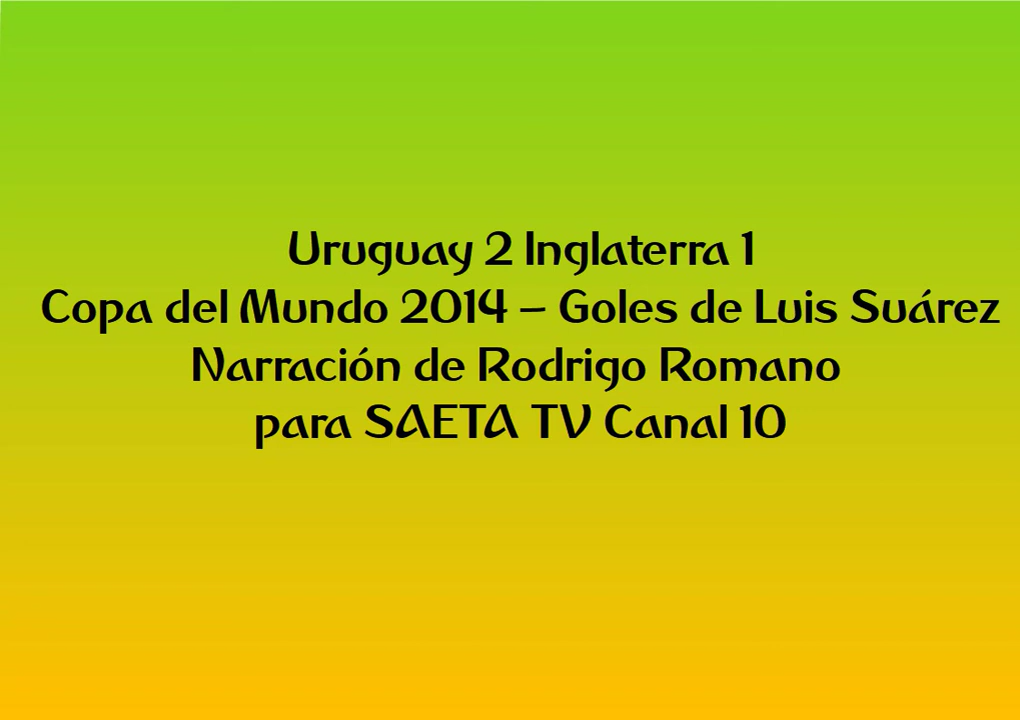 Uruguay 2 Inglaterra 1
Copa del Mundo 2014 – Goles de Luis Suárez
Narración de Rodrigo Romano
para SAETA TV Canal 10